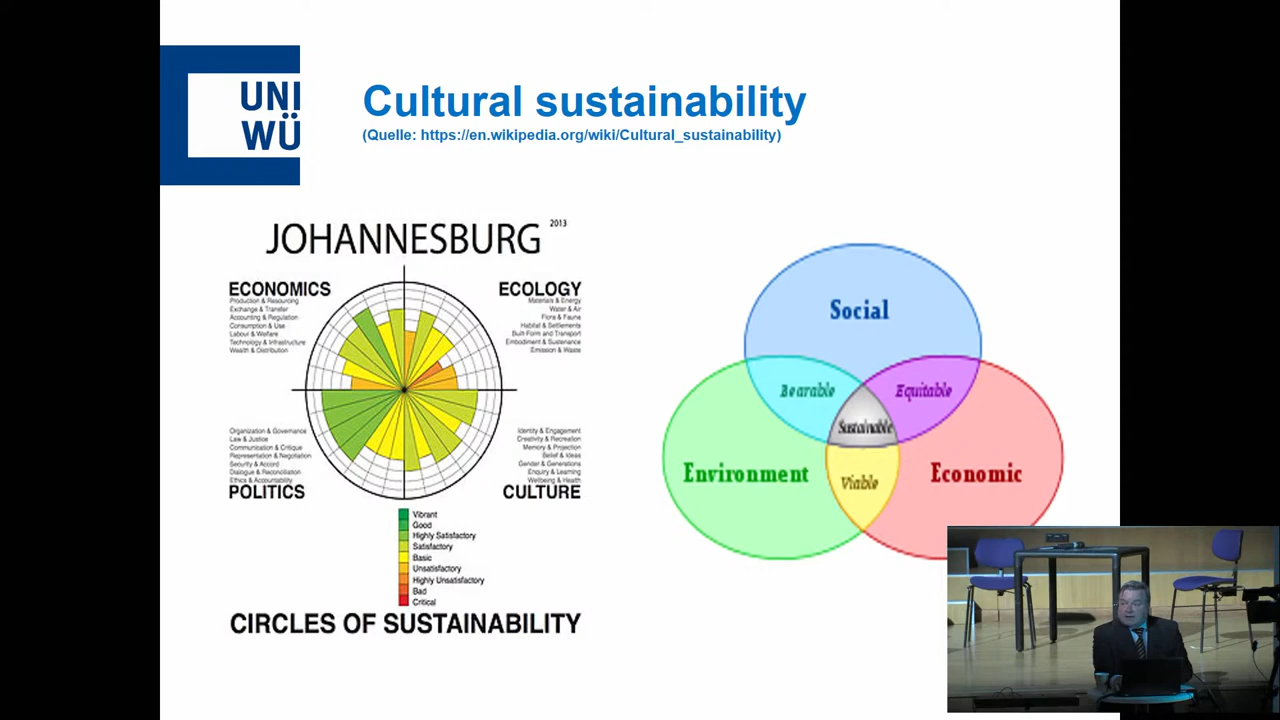 UNI
WÜ
Cultural sustainability
(Quelle: https://en.wikipedia.org/wiki/Cultural_sustainability)
JOHANNESBURG 2013
ECONOMICS
Production & Resourcing
Exchange & Transfer
Accounting & Regulation
Consumption & Use
Labour & Welfare
Technology & Infrastructure
Wealth & Distribution
ECOLOGY
Materials & Energy
Water & Air
Flora & Fauna
Habitat & Settlements
Built-Form and Transport
Embodiment & Sustenance
Emission & Waste
Organization & Governance
Law & Justice
Communication & Critique
Representation & Negotiation
Security & Accord
Dialogue & Reconciliation
Ethics & Accountability
POLITICS
Identity & Engagement
Creativity & Recreation
Memory & Projection
Belief & Ideas
Gender & Generations
Enquiry & Learning
Wellbeing & Health
CULTURE
Vibrant
Good
Highly Satisfactory
Satisfactory
Basic
Unsatisfactory
Highly Unsatisfactory
Bad
Critical
CIRCLES OF SUSTAINABILITY
Social
Bearable
Equitable
Sustainable
Environment
Viable
Economic